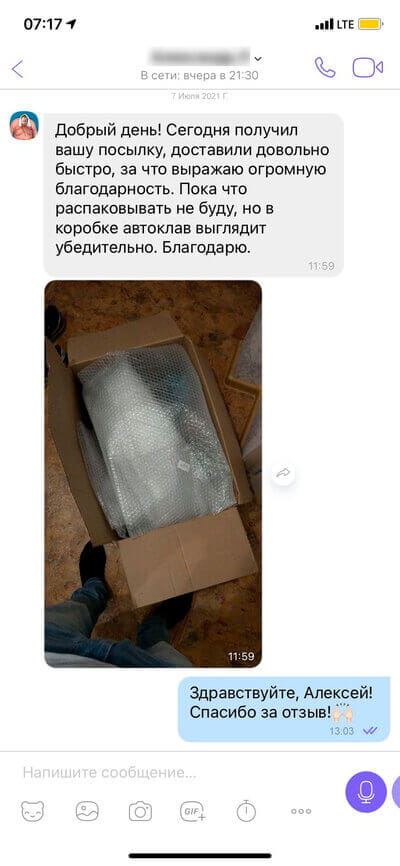 07:17
LTE
В сети: вчера в 21:30
7 Июля 2021 Г.
Добрый день! Сегодня получил
вашу посылку, доставили довольно
быстро, за что выражаю огромную
благодарность. Пока что
распаковывать не буду, но в
коробке автоклав выглядит
убедительно. Благодарю.
11:59
11:59
Здравствуйте, Алексей!
Спасибо за отзыв!🙌🏻
13:03
Напишите сообщение...
GIF